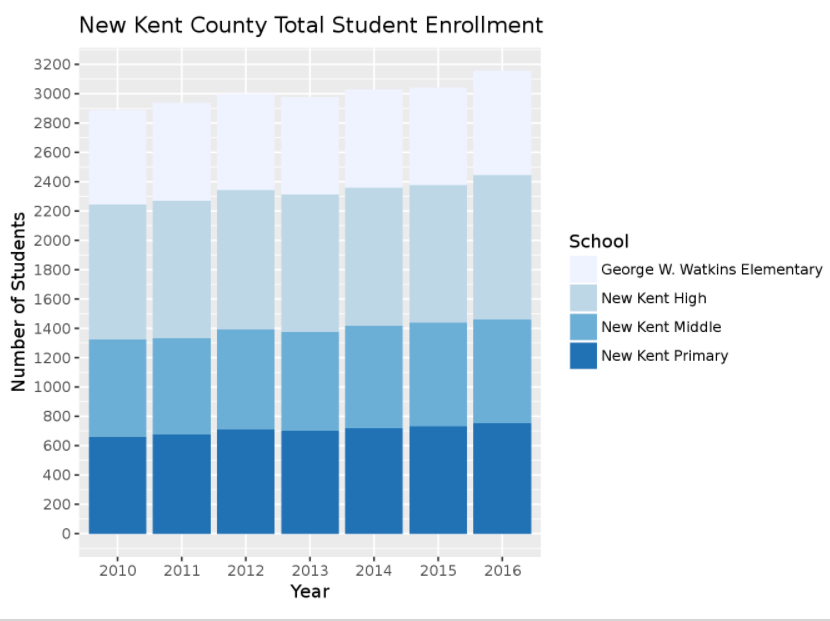 New Kent County Total Student Enrollment
3200
3000
2800
2600
2400
2200
2000
1800
1600
1400
1200
1000
800
600
400
200
0
Number of Students
2010 2011 2012 2013 2014 2015 2016
Year
School
George W. Watkins Elementary
New Kent High
New Kent Middle
New Kent Primary